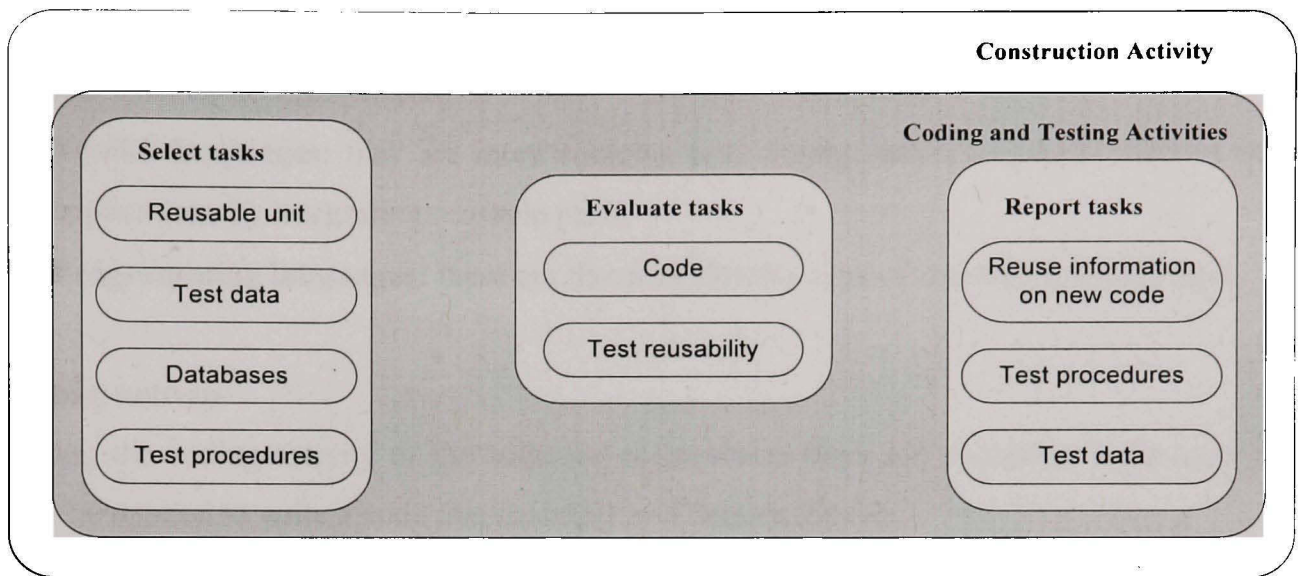 Construction Activity
Coding and Testing Activities
Select tasks
Reusable unit
Test data
Databases
Test procedures
Evaluate tasks
Code
Test reusability
Report tasks
Reuse information
on new code
Test procedures
Test data